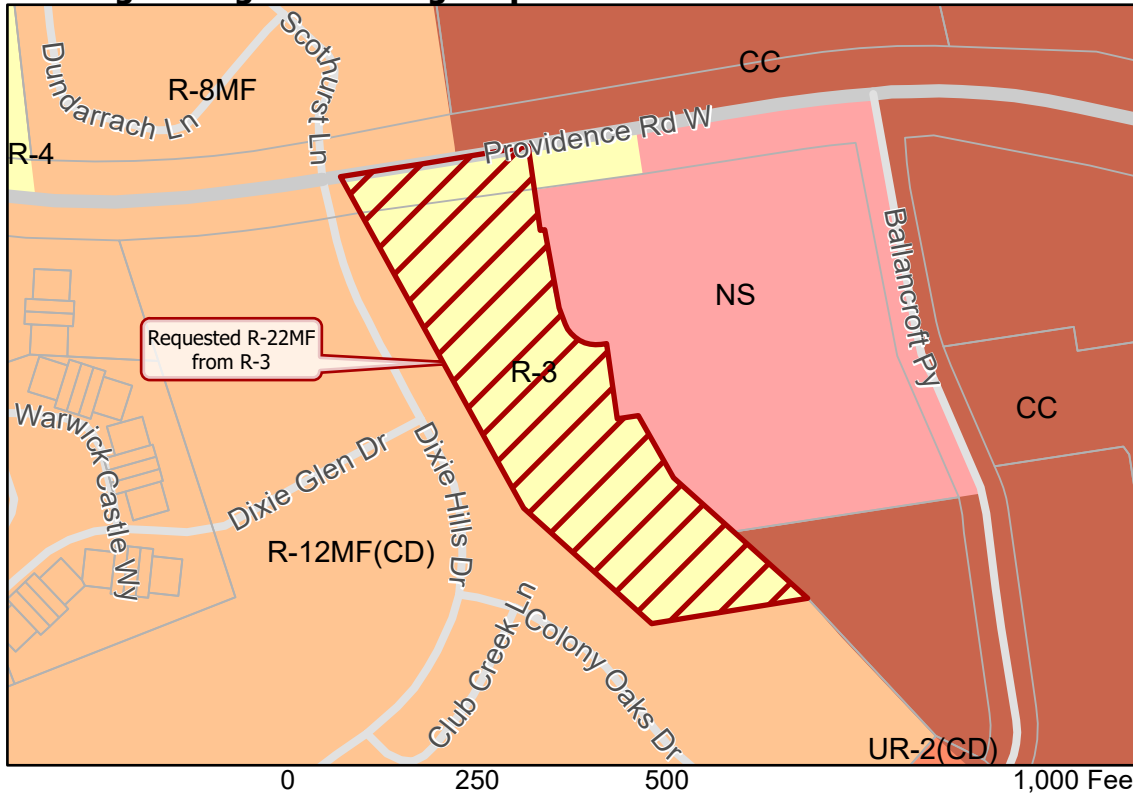 Scothurst Ln
Dundarrach Ln
R-8MF
CC
Providence Rd W
R-4
Ballancroft Py
NS
Requested R-22MF
from R-3
R-3
CC
Warwick Castle Wy
Dixie Glen Dr
Dixie Hills Dr
R-12MF(CD)
Club Creek Ln
Colony Oaks Dr
UR-2(CD)
0 250 500 1,000 Fee